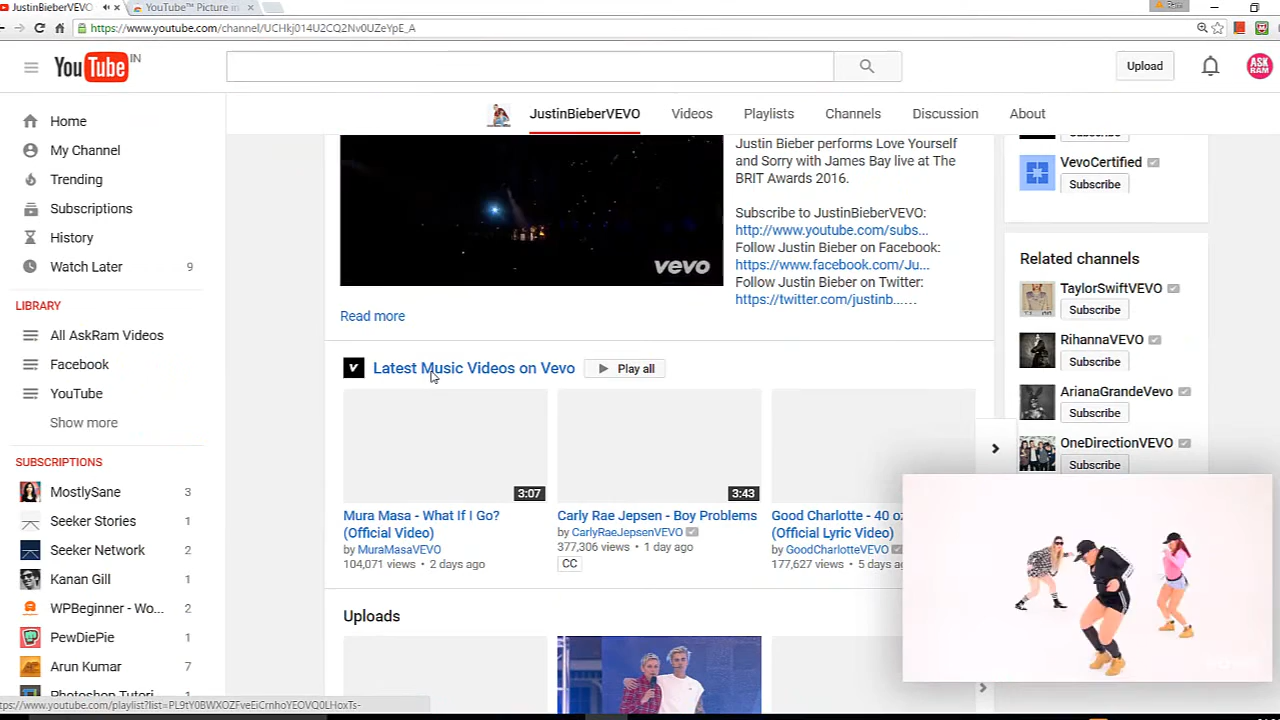 JustinBieberVEVO
YouTube™ Picture in
https://www.youtube.com/channel/UCHkj014U2CQ2Nv0UZeYpE_A
YouTube IN
Upload
ASK RAM
JustinBieberVEVO
Videos
Playlists
Channels
Discussion
About
Home
My Channel
Trending
Subscriptions
History
Watch Later 9
LIBRARY
All AskRam Videos
Facebook
YouTube
Show more
SUBSCRIPTIONS
MostlySane 3
Seeker Stories 1
Seeker Network 2
Kanan Gill 1
WPBeginner - Wo... 2
PewDiePie 1
Arun Kumar 7
Photoshop Tutori
vevo
Justin Bieber performs Love Yourself
and Sorry with James Bay live at The
BRIT Awards 2016.
Subscribe to JustinBieberVEVO:
http://www.youtube.com/subs...
Follow Justin Bieber on Facebook:
https://www.facebook.com/Ju...
Follow Justin Bieber on Twitter:
https://twitter.com/justinb......
Read more
Latest Music Videos on Vevo
Play all
3:07
3:43
Mura Masa - What If I Go?
(Official Video)
by MuraMasaVEVO
104,071 views • 2 days ago
Carly Rae Jepsen - Boy Problems
by CarlyRaeJepsenVEVO
377,306 views • 1 day ago
CC
Good Charlotte - 40 oz
(Official Lyric Video)
by GoodCharlotteVEVO
177,627 views • 5 days
Uploads
Subscribe
VevoCertified
Subscribe
Related channels
TaylorSwiftVEVO
Subscribe
RihannaVEVO
Subscribe
ArianaGrandeVevo
Subscribe
OneDirectionVEVO
Subscribe